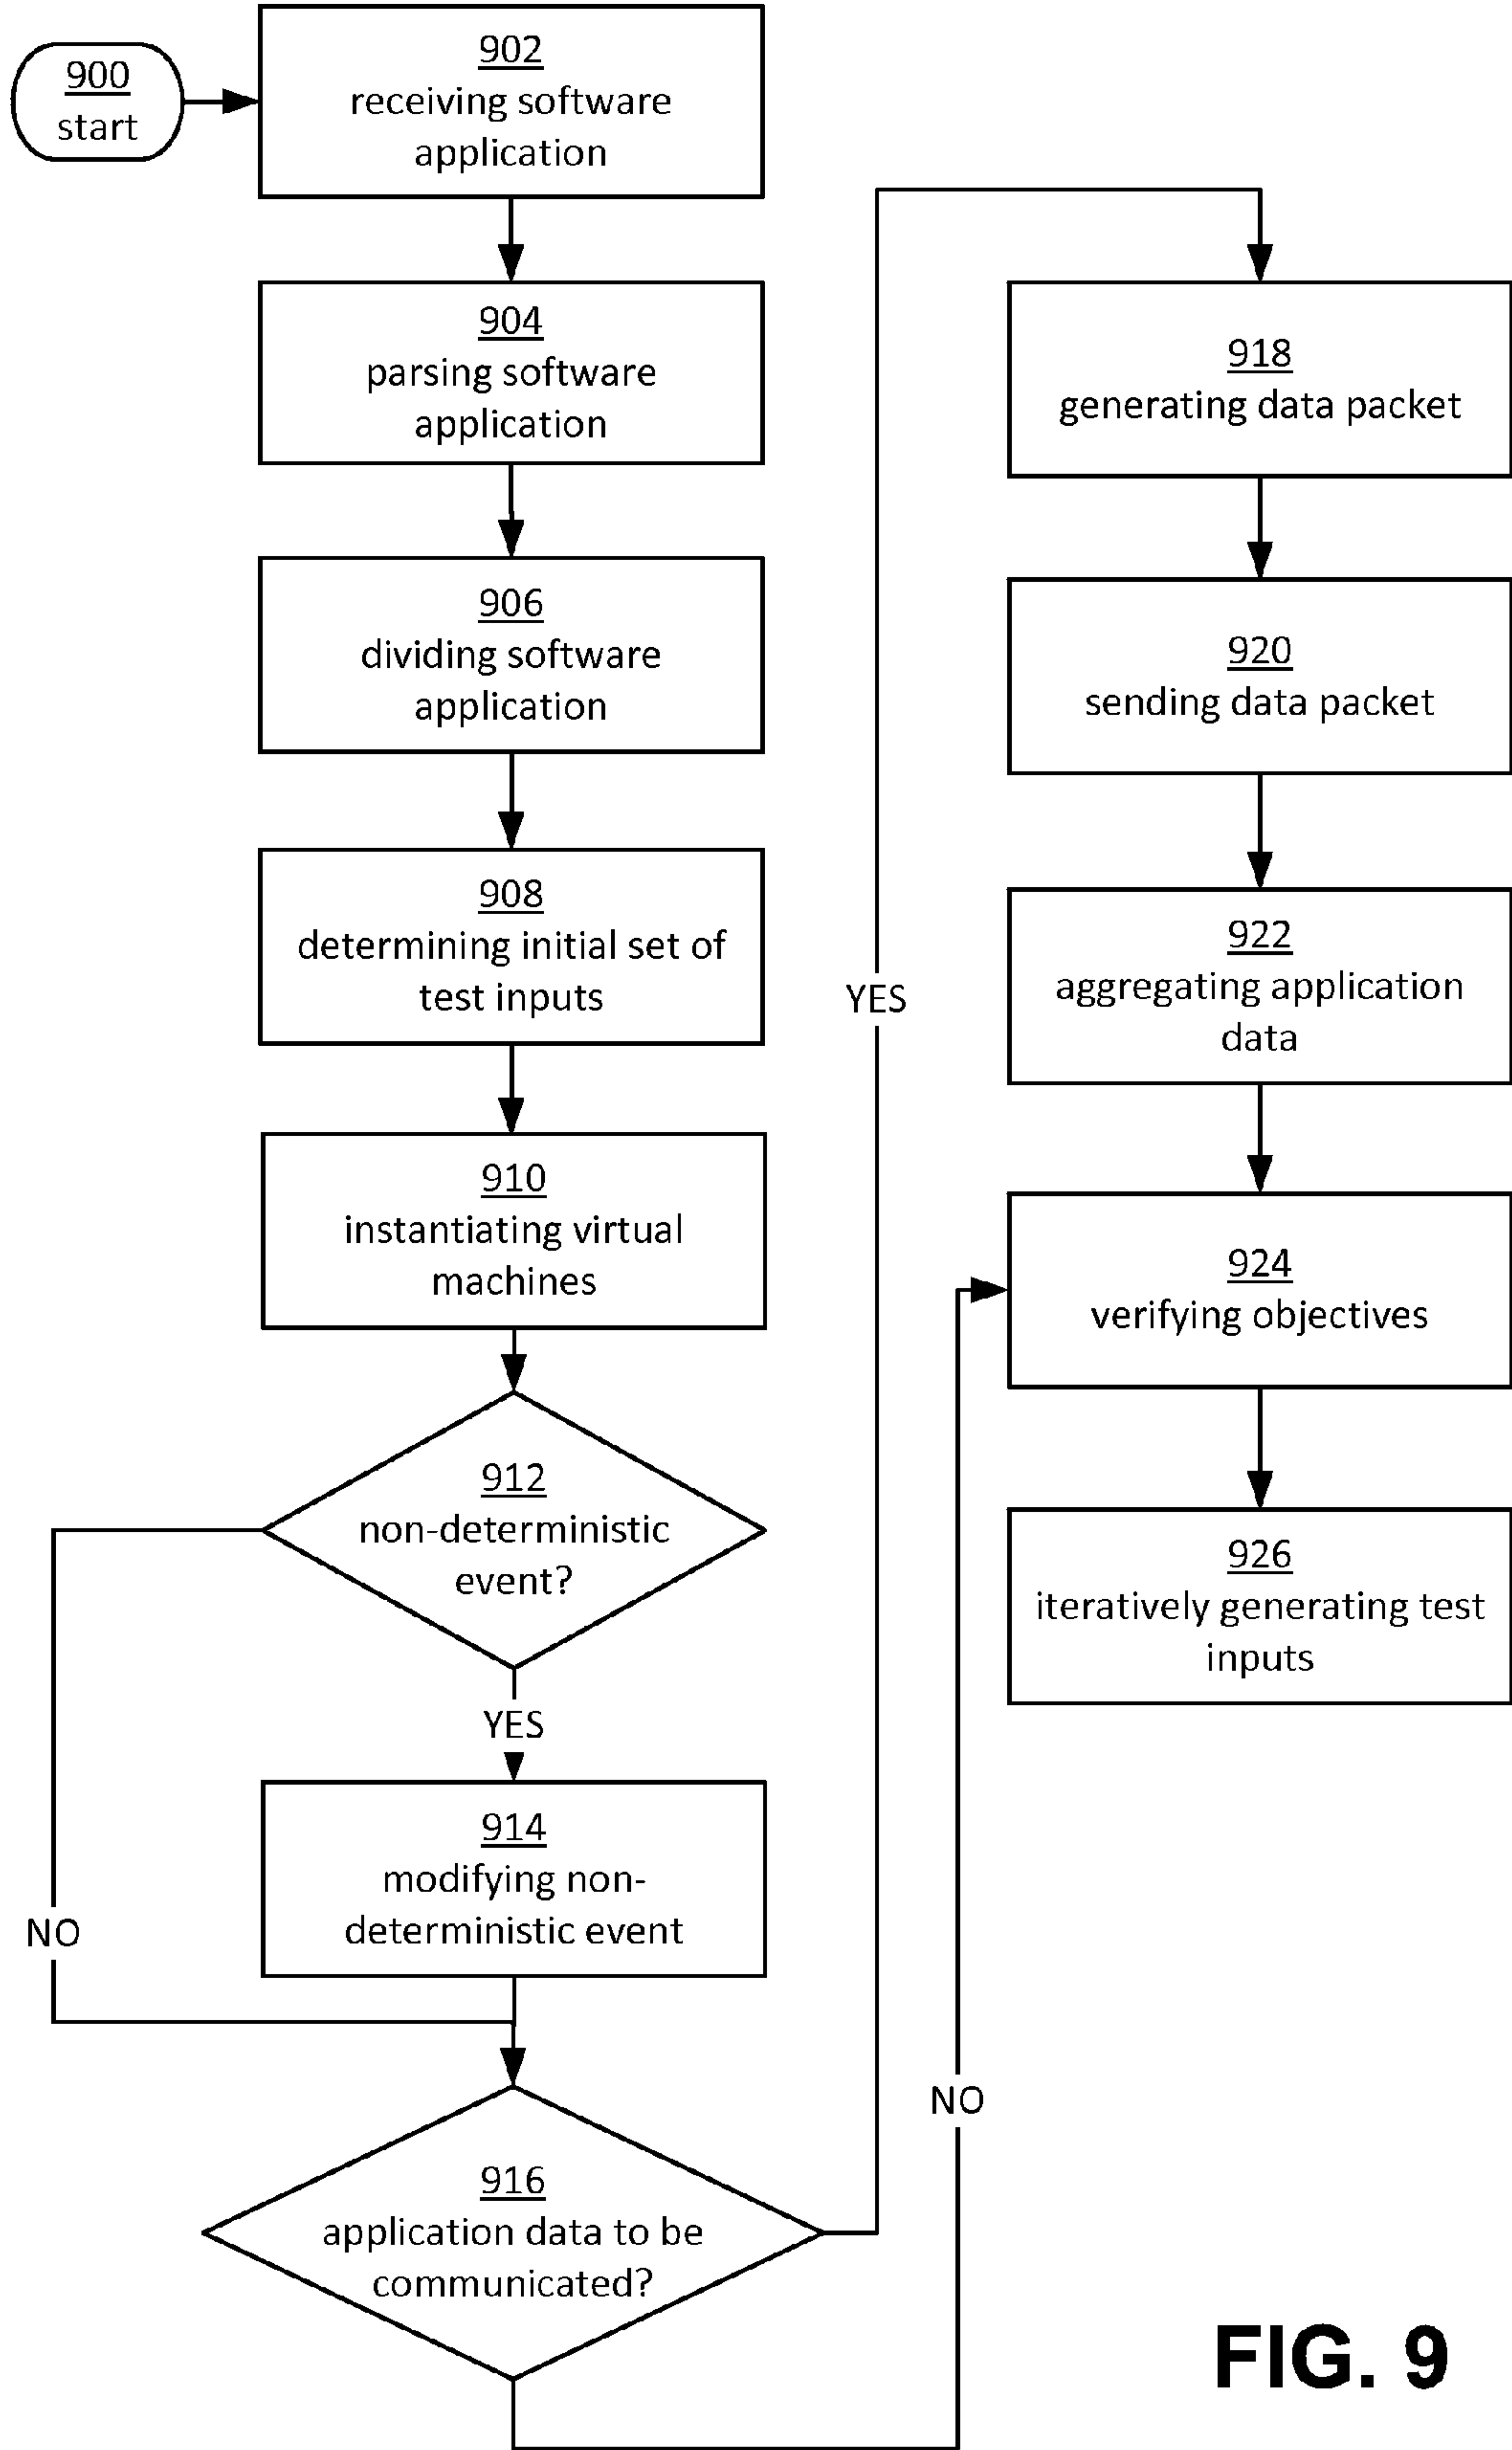 900
start
902
receiving software
application
904
parsing software
application
906
dividing software
application
908
determining initial set of
test inputs
910
instantiating virtual
machines
912
non-deterministic
event?
YES
914
modifying non-
deterministic event
NO
916
application data to be
communicated?
YES
918
generating data packet
920
sending data packet
922
aggregating application
data
924
verifying objectives
926
iteratively generating test
inputs
NO
FIG. 9